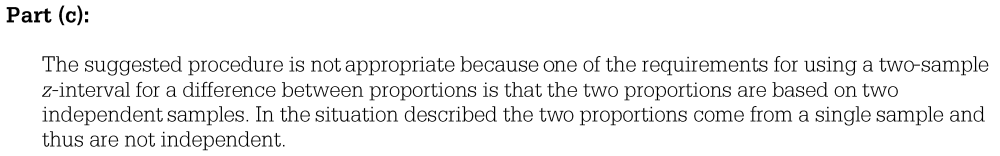 Part (c):
The suggested procedure is not appropriate because one of the requirements for using a two-sample
z-interval for a difference between proportions is that the two proportions are based on two
independent samples. In the situation described the two proportions come from a single sample and
thus are not independent.